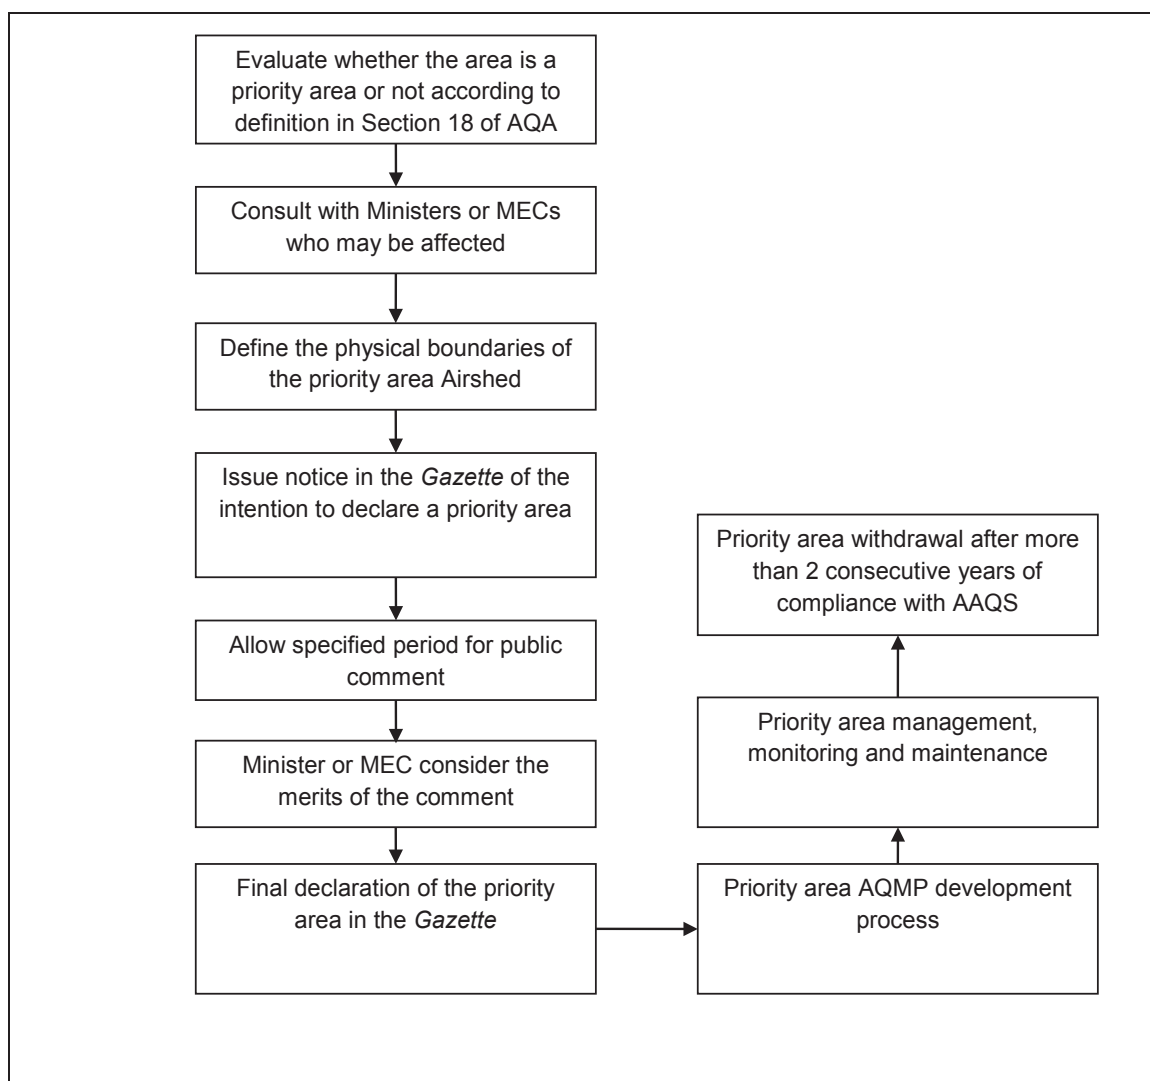 Evaluate whether the area is a
priority area or not according to
definition in Section 18 of AQA
Consult with Ministers or MECs
who may be affected
Define the physical boundaries of
the priority area Airshed
Issue notice in the Gazette of the
intention to declare a priority area
Allow specified period for public
comment
Minister or MEC consider the
merits of the comment
Final declaration of the priority
area in the Gazette
Priority area AQMP development
process
Priority area management,
monitoring and maintenance
Priority area withdrawal after more
than 2 consecutive years of
compliance with AAQS